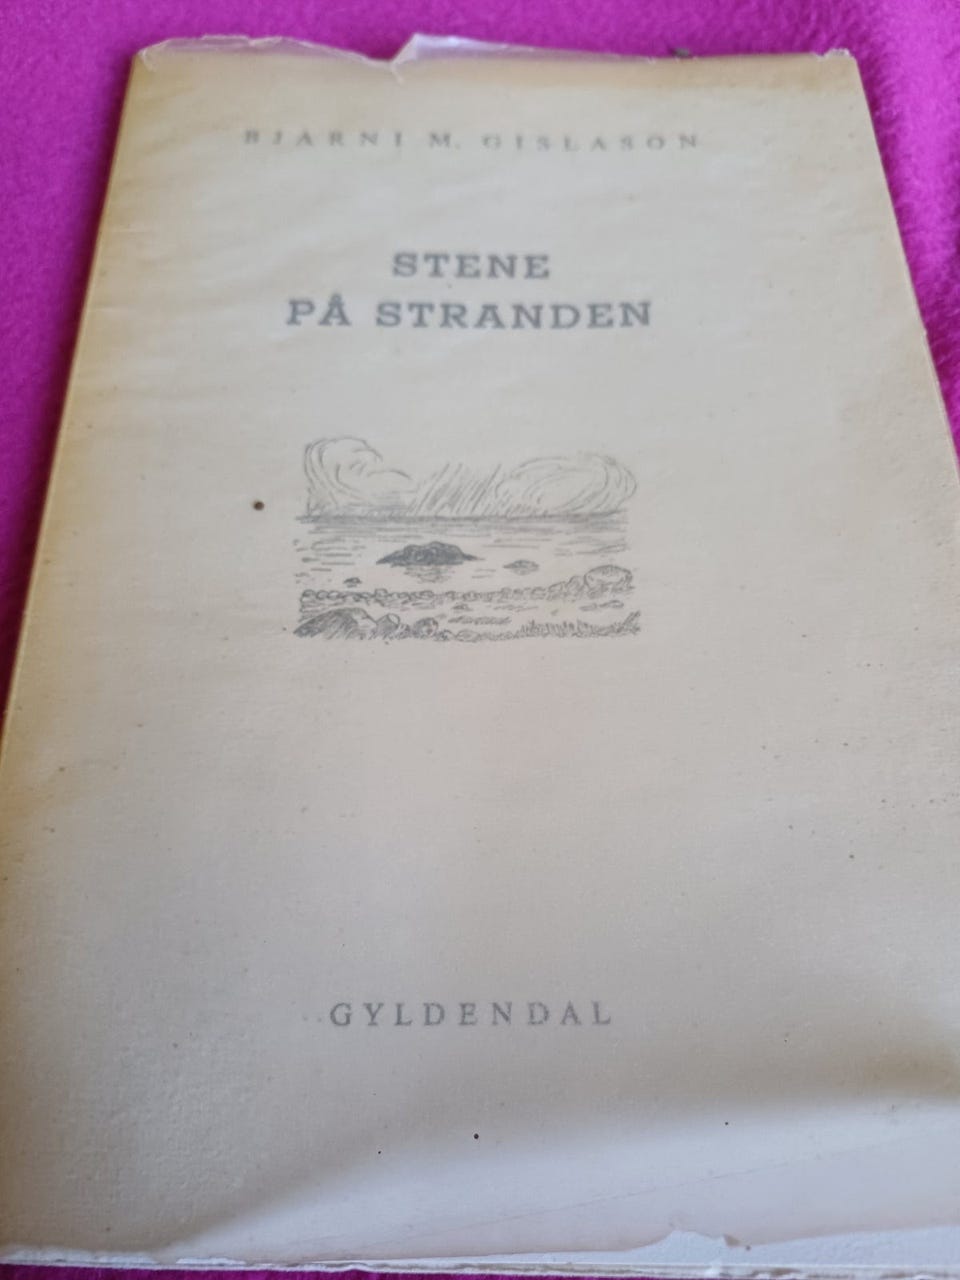 BJARNI M. GISLASON
STENE
PÅ STRANDEN
GYLDENDAL